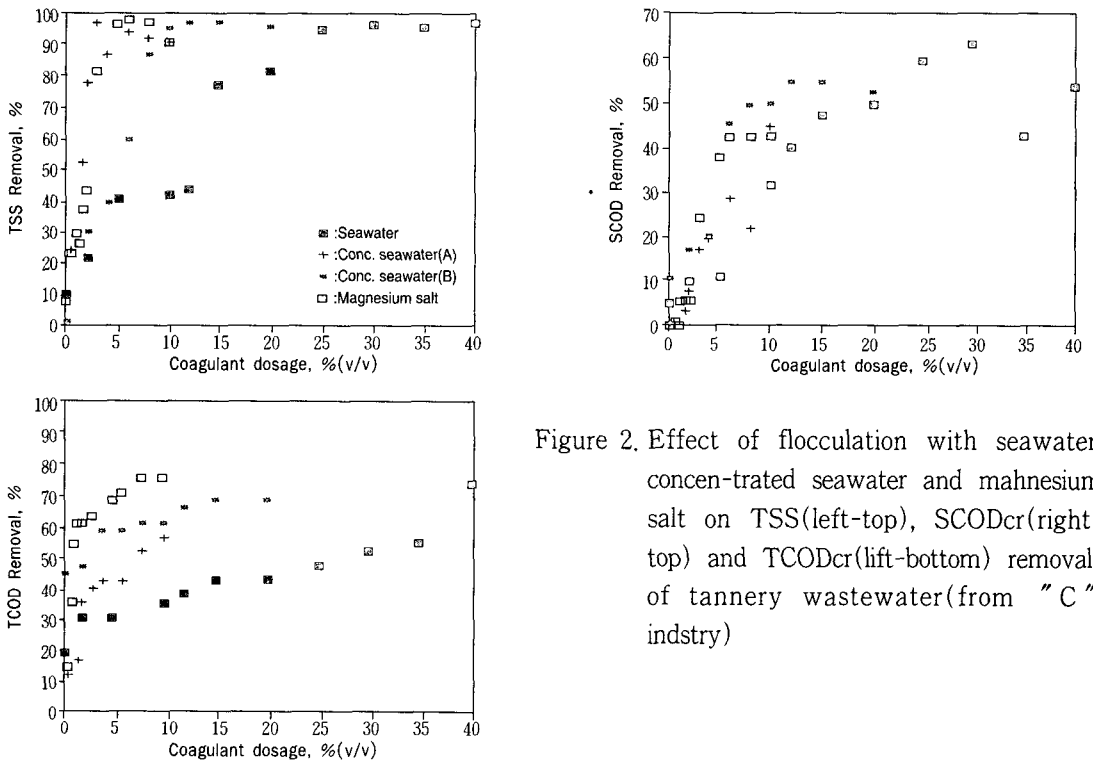 100
90
80
70
60
50
40
30
20
10
0
TSS Removal, %
:Seawater
:Conc. seawater(A)
:Conc. seawater(B)
:Magnesium salt
0 5 10 15 20 25 30 35 40
Coagulant dosage, %(v/v)
70
60
50
40
30
20
10
0
SCOD Removal, %
0 5 10 15 20 25 30 35 40
Coagulant dosage, %(v/v)
100
90
80
70
60
50
40
30
20
10
0
TCOD Removal, %
0 5 10 15 20 25 30 35 40
Coagulant dosage, %(v/v)
Figure 2. Effect of flocculation with seawater
concen-trated seawater and mahnesium
salt on TSS(left-top), SCODcr(right
top) and TCODcr(lift-bottom) removal
of tannery wastewater(from "C"
indstry)